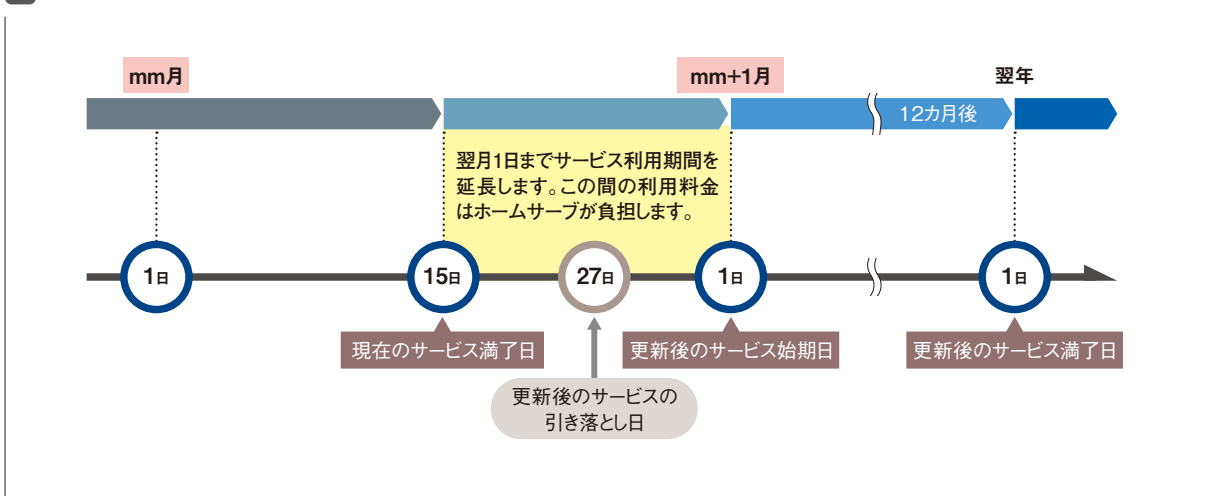 mm月
mm+1月
翌年
12カ月後
翌月1日までサービス利用期間を
延長します。この間の利用料金
はホームサーブが負担します。
1日
15日
27日
1日
1日
現在のサービス満了日
更新後のサービス始期日
更新後のサービス満了日
更新後のサービスの
引き落とし日